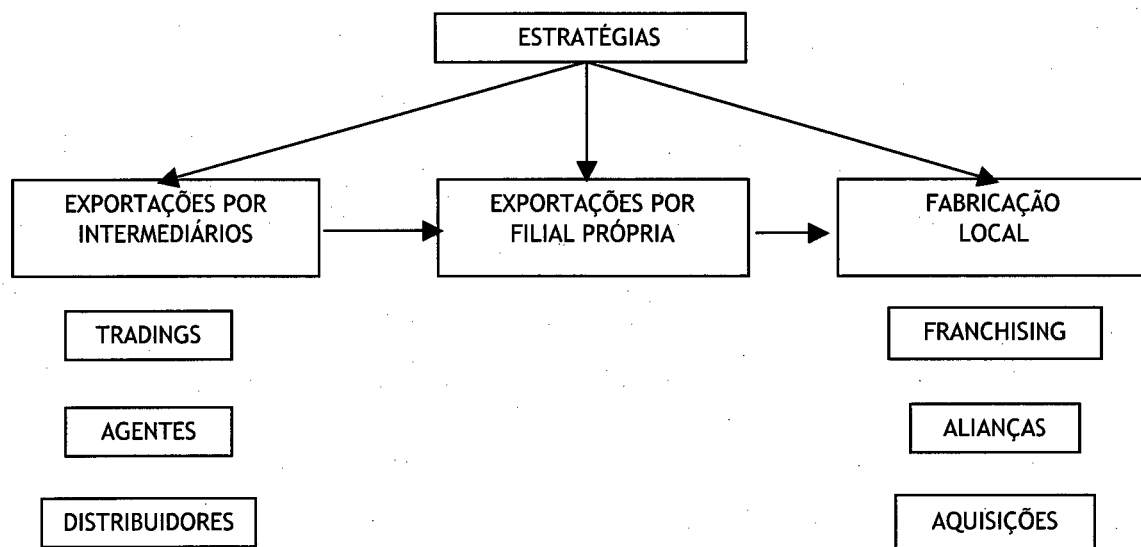 ESTRATÉGIAS
EXPORTAÇÕES POR
INTERMEDIÁRIOS
EXPORTAÇÕES POR
FILIAL PRÓPRIA
FABRICAÇÃO
LOCAL
TRADINGS
FRANCHISING
AGENTES
ALIANÇAS
DISTRIBUIDORES
AQUISIÇÕES